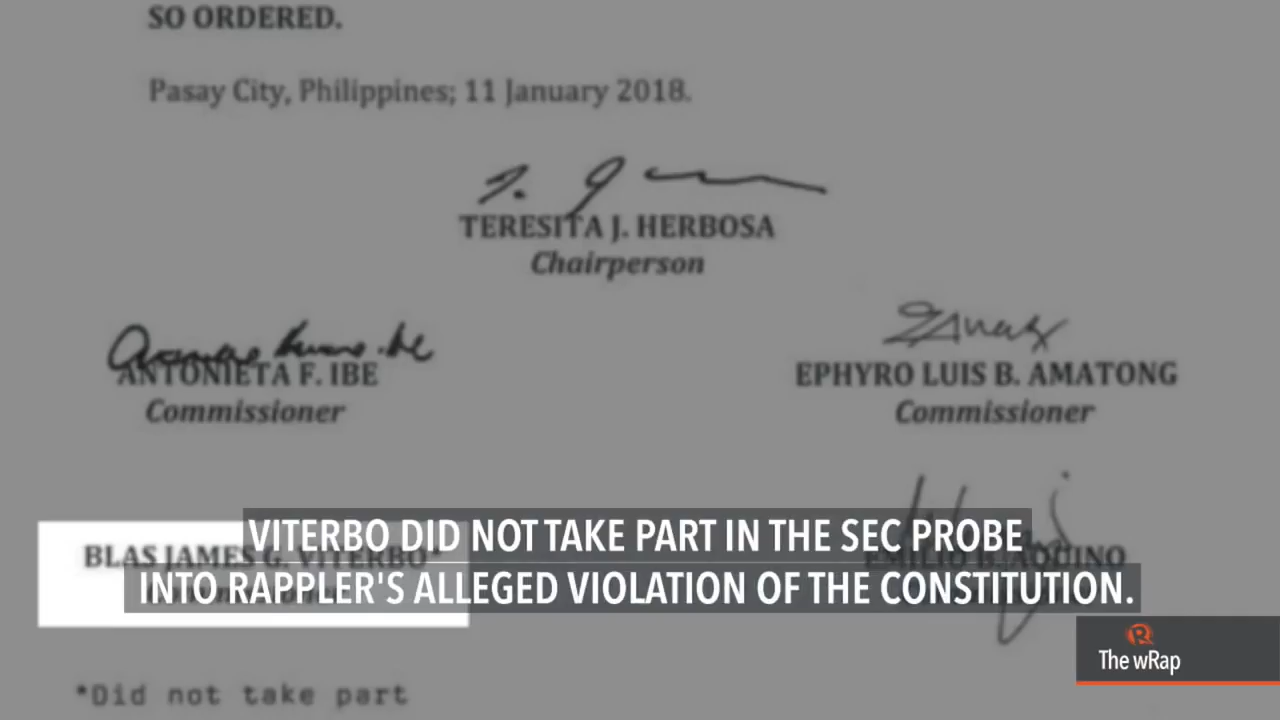 SO ORDERED.
Pasay City, Philippines; 11 January 2018.
TERESITA J. HERBOSA
Chairperson
ANTONIETA F. IBE
Commissioner
EPHYRO LUIS B. AMATONG
Commissioner
BLAS JAMES G. VITERBO*
AQUINO
VITERBO DID NOT TAKE PART IN THE SEC PROBE
INTO RAPPLER'S ALLEGED VIOLATION OF THE CONSTITUTION.
The wRap
*Did not take part